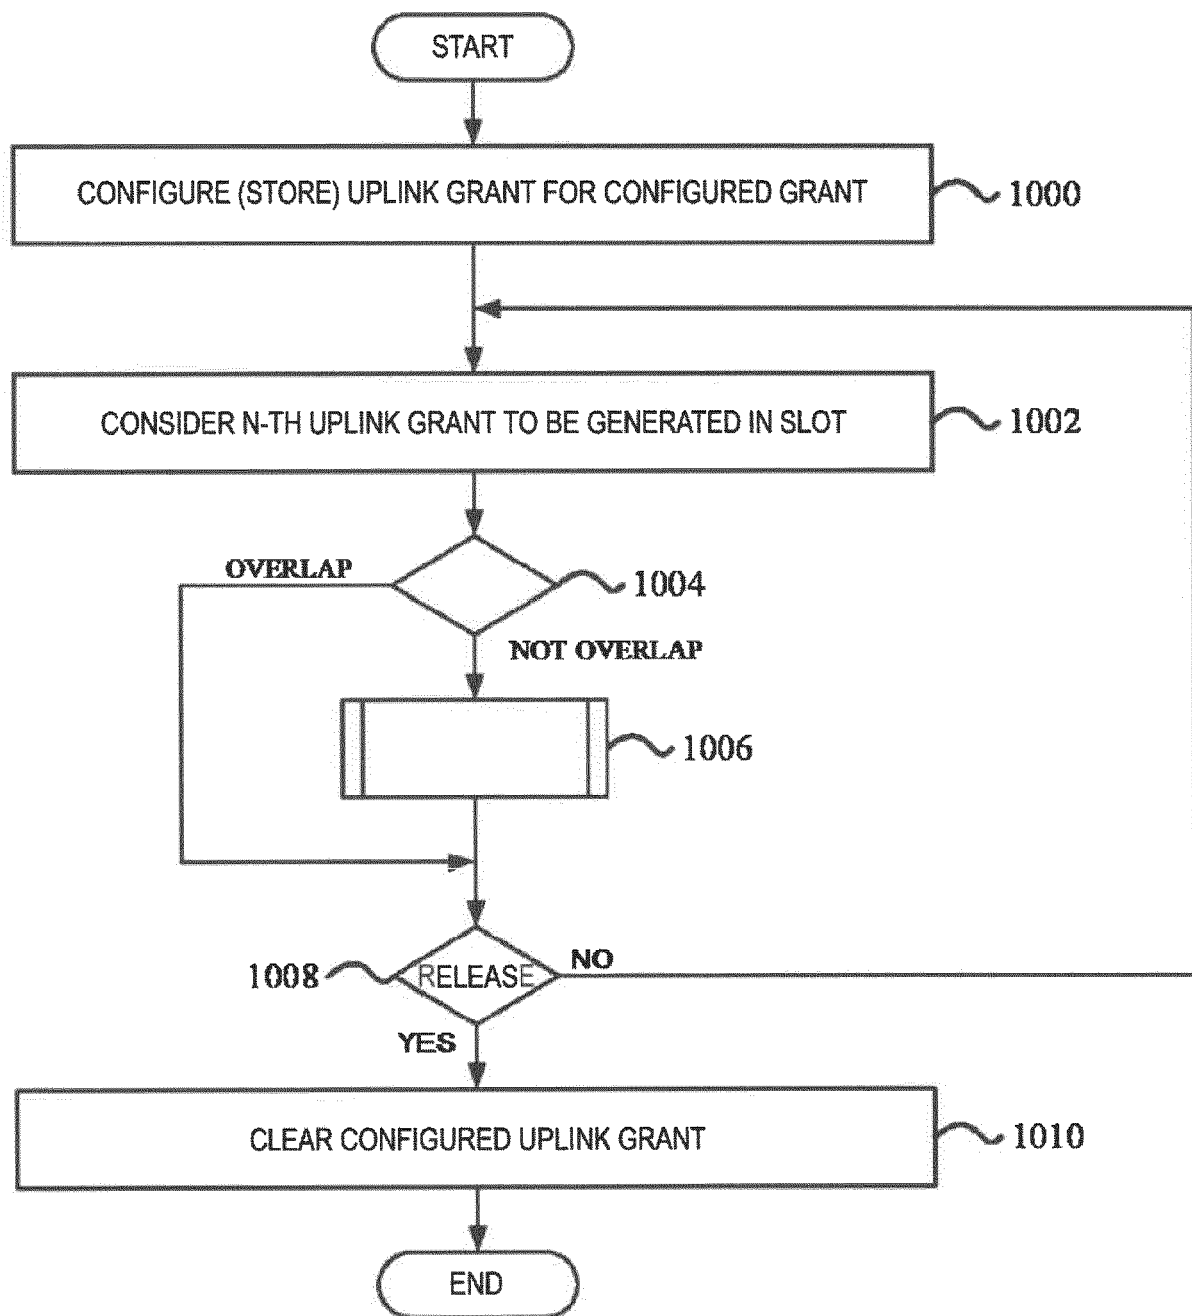 START
CONFIGURE (STORE) UPLINK GRANT FOR CONFIGURED GRANT
1000
CONSIDER N-TH UPLINK GRANT TO BE GENERATED IN SLOT
1002
OVERLAP
1004
NOT OVERLAP
1006
1008
RELEASE
NO
YES
CLEAR CONFIGURED UPLINK GRANT
1010
END